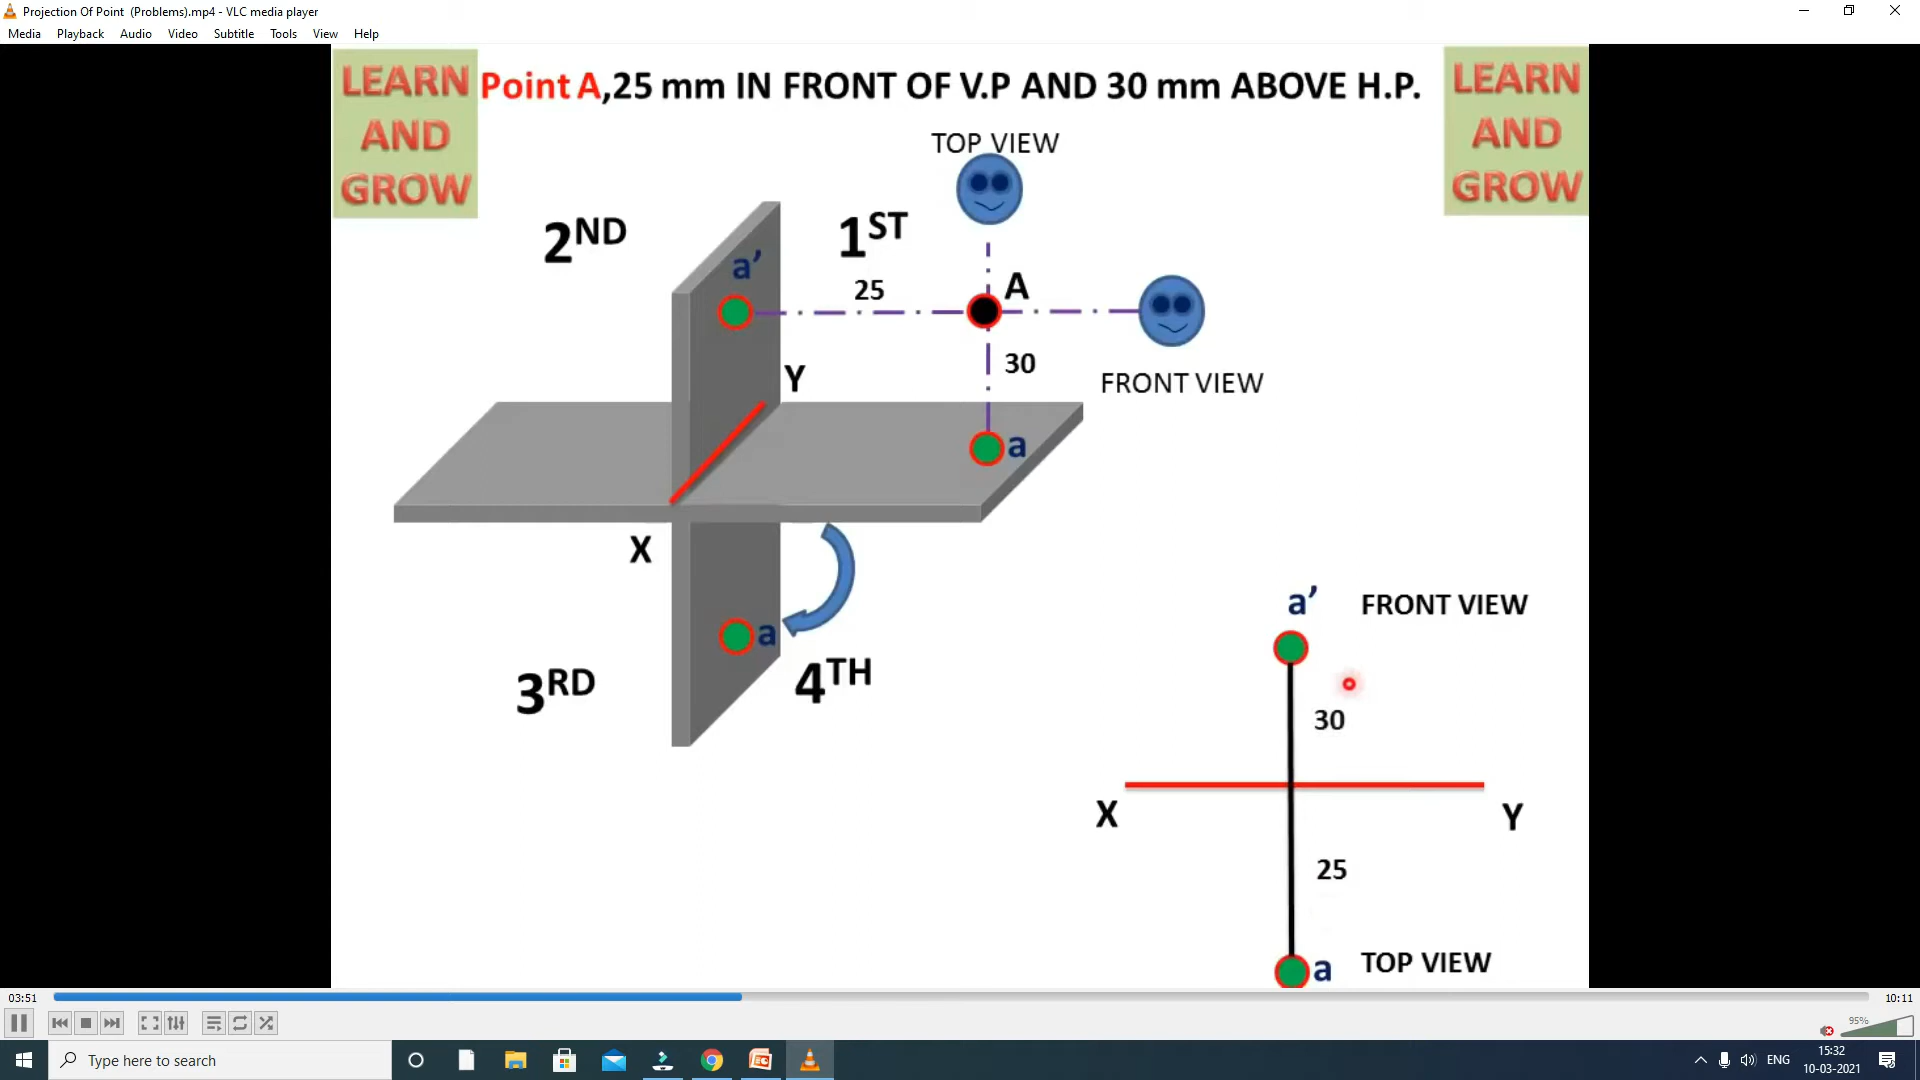 Projection Of Point (Problems).mp4 - VLC media player
Media Playback Audio Video Subtitle Tools View Help
LEARN
AND
GROW
Point A,25 mm IN FRONT OF V.P AND 30 mm ABOVE H.P.
LEARN
AND
GROW
TOP VIEW
2ND
1ST
a’
25
A
30
Y
FRONT VIEW
a
X
a
3RD
4TH
a’ FRONT VIEW
30
X
Y
25
a TOP VIEW
03:51
10:11
95%
Type here to search
ENG
15:32
10-03-2021